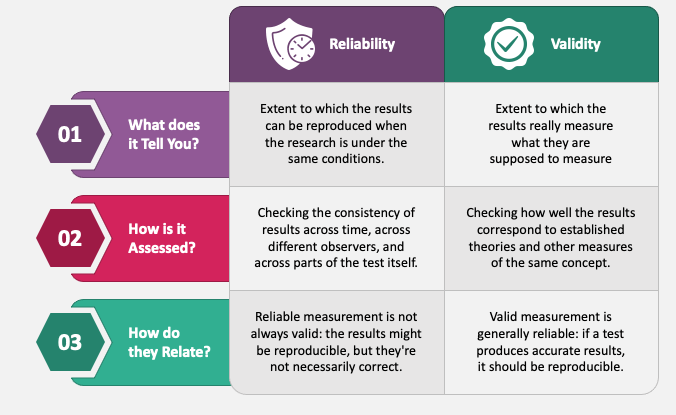 Reliability
Validity
01
What does
it Tell You?
Extent to which the results
can be reproduced when
the research is under the
same conditions.
Extent to which the
results really measure
what they are
supposed to measure
02
How is it
Assessed?
Checking the consistency of
results across time, across
different observers, and
across parts of the test itself.
Checking how well the results
correspond to established
theories and other measures
of the same concept.
03
How do
they Relate?
Reliable measurement is not
always valid: the results might
be reproducible, but they're
not necessarily correct.
Valid measurement is
generally reliable: if a test
produces accurate results,
it should be reproducible.